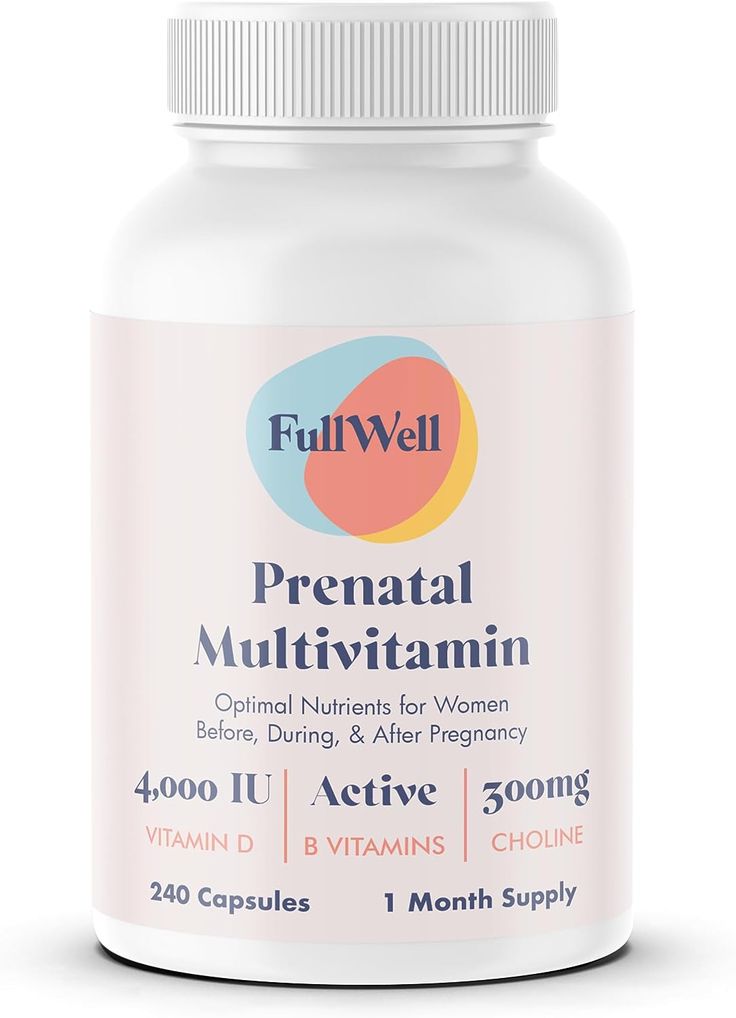 FullWell
Prenatal
Multivitamin
Optimal Nutrients for Women
Before, During, & After Pregnancy
4,000 IU
VITAMIN D
Active
B VITAMINS
300mg
CHOLINE
240 Capsules
1 Month Supply